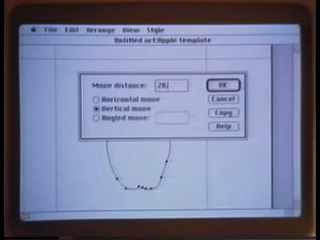 File Edit Arrange View Style
Untitled art:Apple template
Move distance: 28
OK
Horizontal move
Cancel
Vertical move
Angled move:
Copy
Help